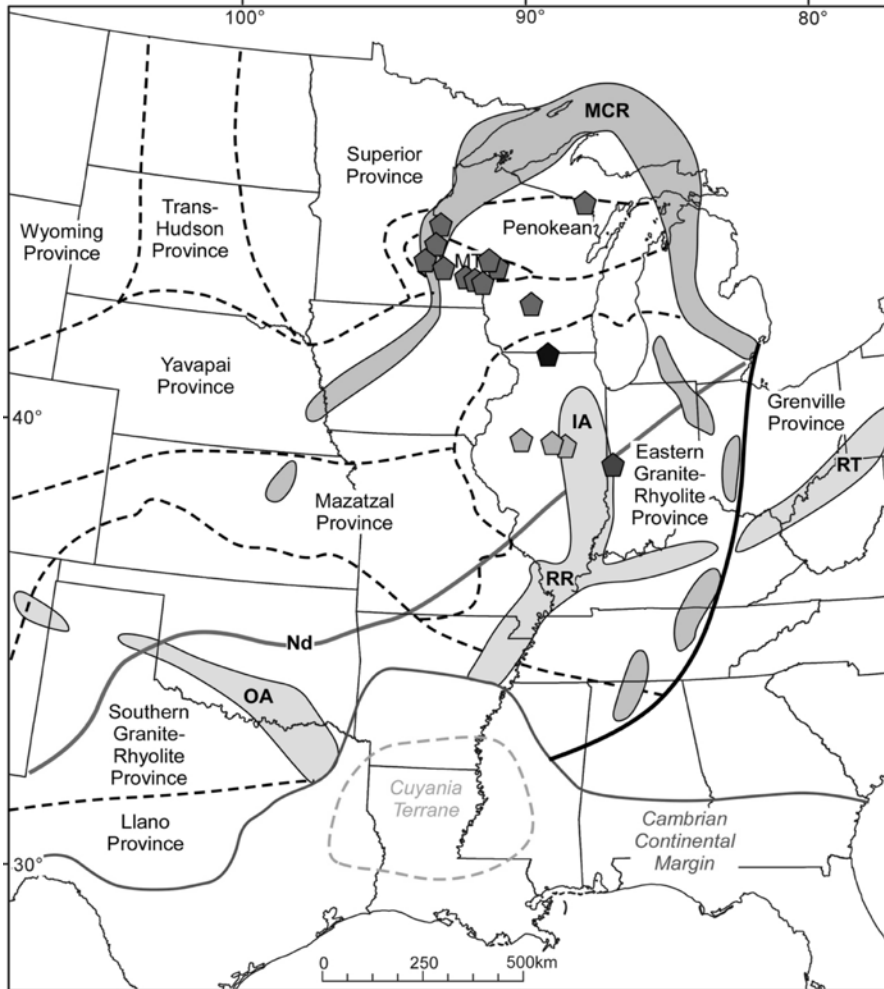 100°
90°
80°
MCR
Superior
Province
Trans-
Hudson
Province
Wyoming
Province
Penokean
MT
Yavapai
Province
40°
IA
Grenville
Province
Eastern
Granite-
Rhyolite
Province
RT
Mazatzal
Province
RR
Nd
OA
Southern
Granite-
Rhyolite
Province
Cuyania
Terrane
Llano
Province
Cambrian
Continental
Margin
30°
0 250 500km